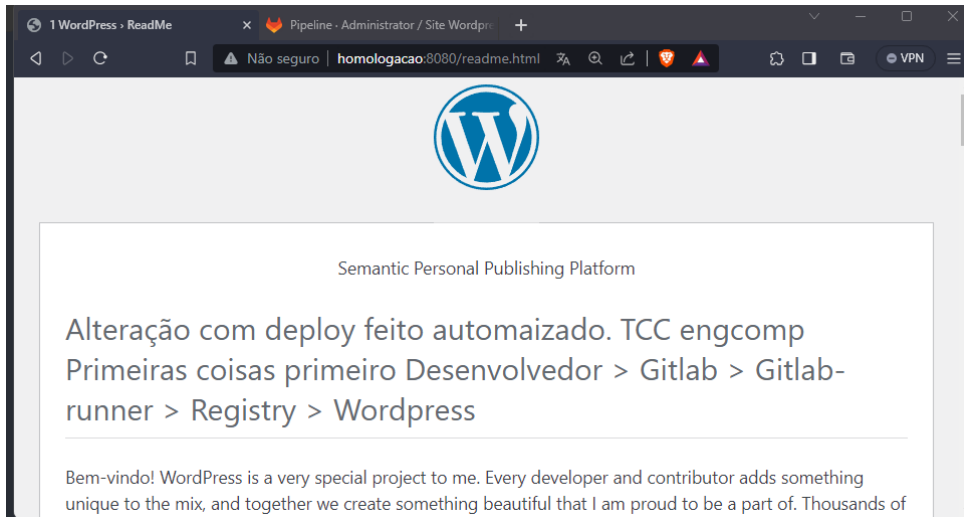 1 WordPress › ReadMe
Pipeline · Administrator / Site Wordpre
Não seguro
homologacao:8080/readme.html
VPN
Semantic Personal Publishing Platform
Alteração com deploy feito automaizado. TCC engcomp
Primeiras coisas primeiro Desenvolvedor > Gitlab > Gitlab-
runner > Registry > Wordpress
Bem-vindo! WordPress is a very special project to me. Every developer and contributor adds something
unique to the mix, and together we create something beautiful that I am proud to be a part of. Thousands of